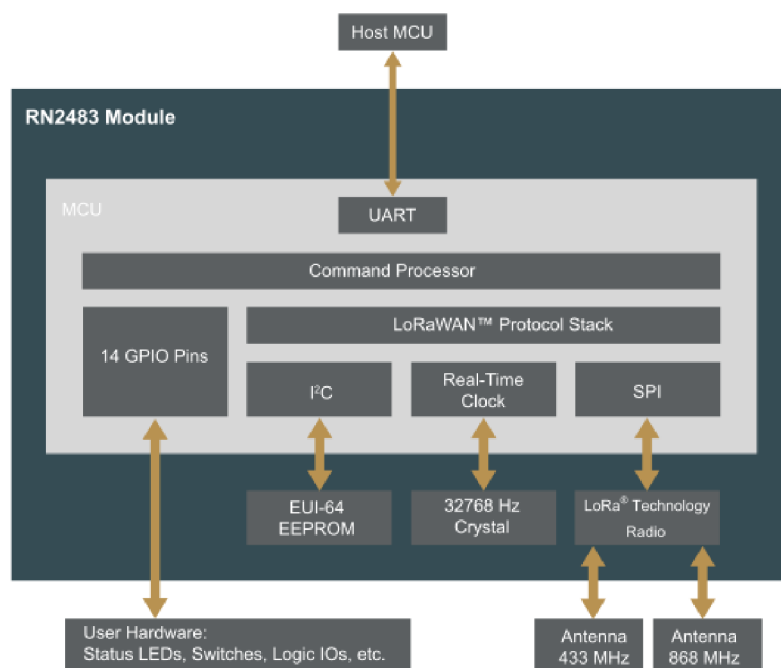 Host MCU
RN2483 Module
MCU
UART
Command Processor
LoRaWAN™ Protocol Stack
14 GPIO Pins
I²C
Real-Time
Clock
SPI
EUI-64
EEPROM
32768 Hz
Crystal
LoRa® Technology
Radio
User Hardware:
Status LEDs, Switches, Logic IOs, etc.
Antenna
433 MHz
Antenna
868 MHz